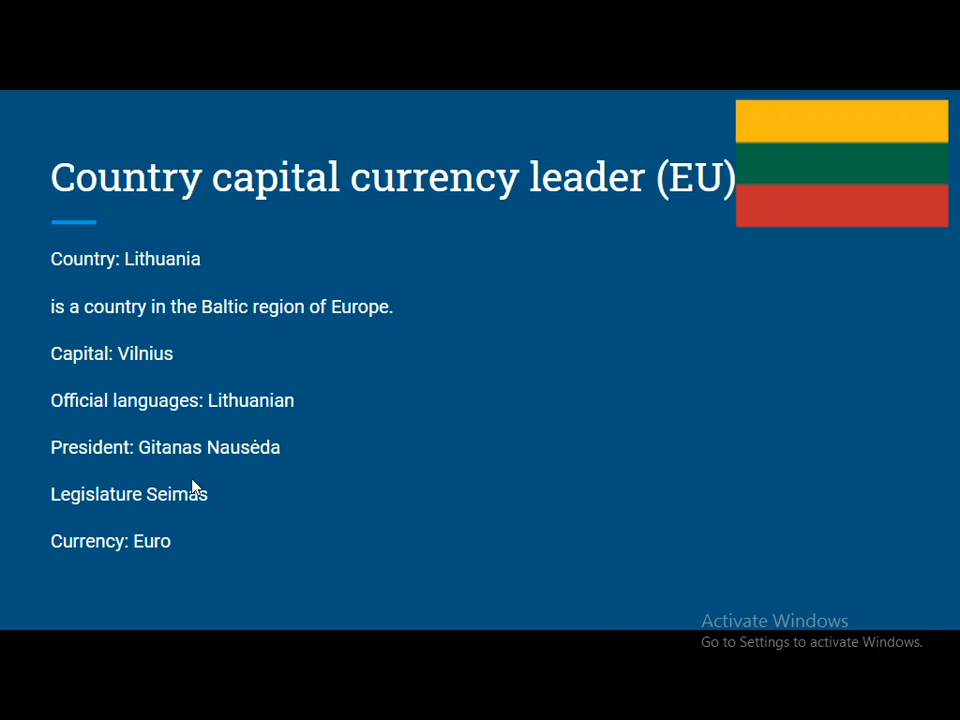 Country capital currency leader (EU)
Country: Lithuania
is a country in the Baltic region of Europe.
Capital: Vilnius
Official languages: Lithuanian
President: Gitanas Nausėda
Legislature Seimas
Currency: Euro
Activate Windows
Go to Settings to activate Windows.